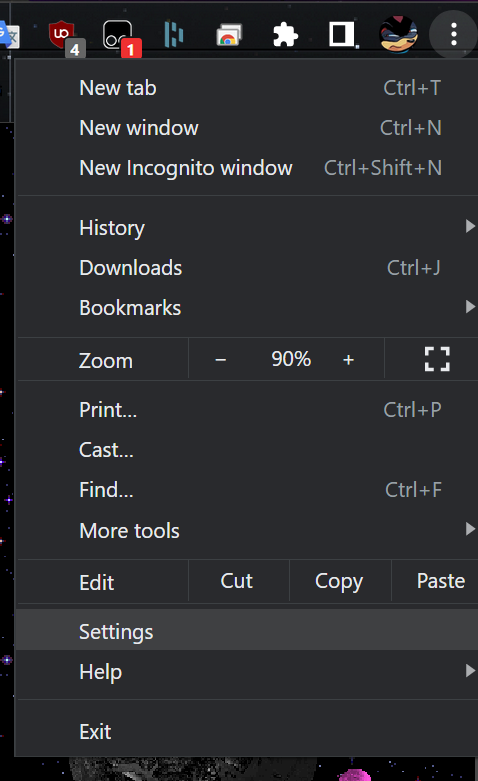 4
1
New tab Ctrl+T
New window Ctrl+N
New Incognito window Ctrl+Shift+N
History
Downloads Ctrl+J
Bookmarks
Zoom − 90% +
Print... Ctrl+P
Cast...
Find... Ctrl+F
More tools
Edit Cut Copy Paste
Settings
Help
Exit